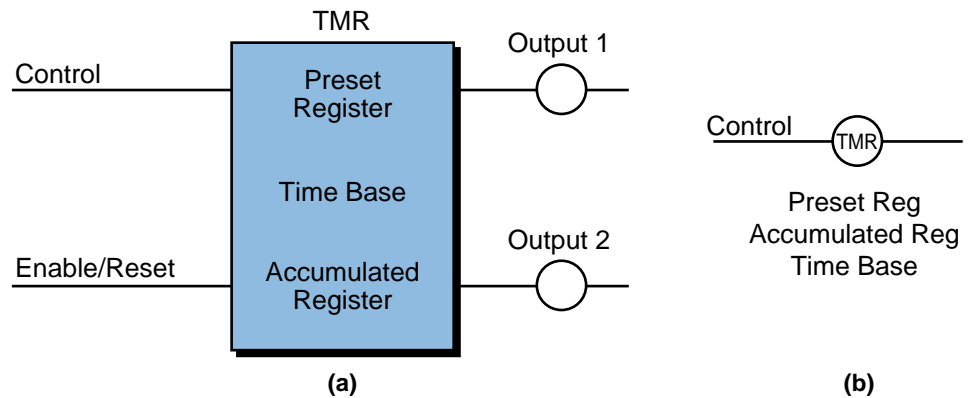 TMR
Control
Preset
Register
Output 1
Time Base
Enable/Reset
Accumulated
Register
Output 2
(a)
Control
TMR
Preset Reg
Accumulated Reg
Time Base
(b)